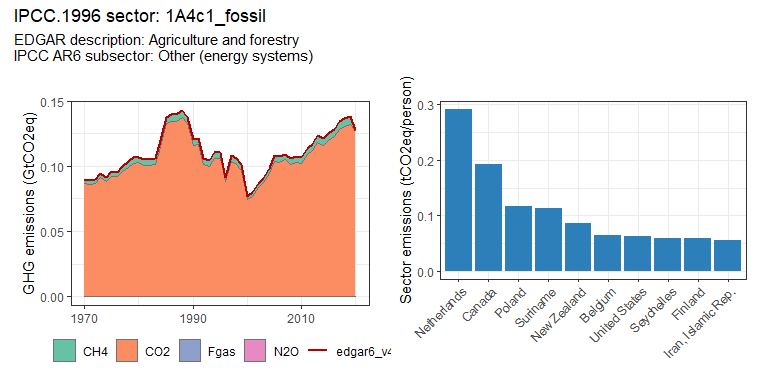 IPCC.1996 sector: 1A4c1_fossil
EDGAR description: Agriculture and forestry
IPCC AR6 subsector: Other (energy systems)
GHG emissions (GtCO2eq)
0.15
0.10
0.05
0.00
1970
1990
2010
CH4
CO2
Fgas
N2O
edgar6_v4
Sector emissions (tCO2eq/person)
0.3
0.2
0.1
0.0
Netherlands
Canada
Poland
Suriname
New Zealand
Belgium
United States
Seychelles
Finland
Iran, Islamic Rep.